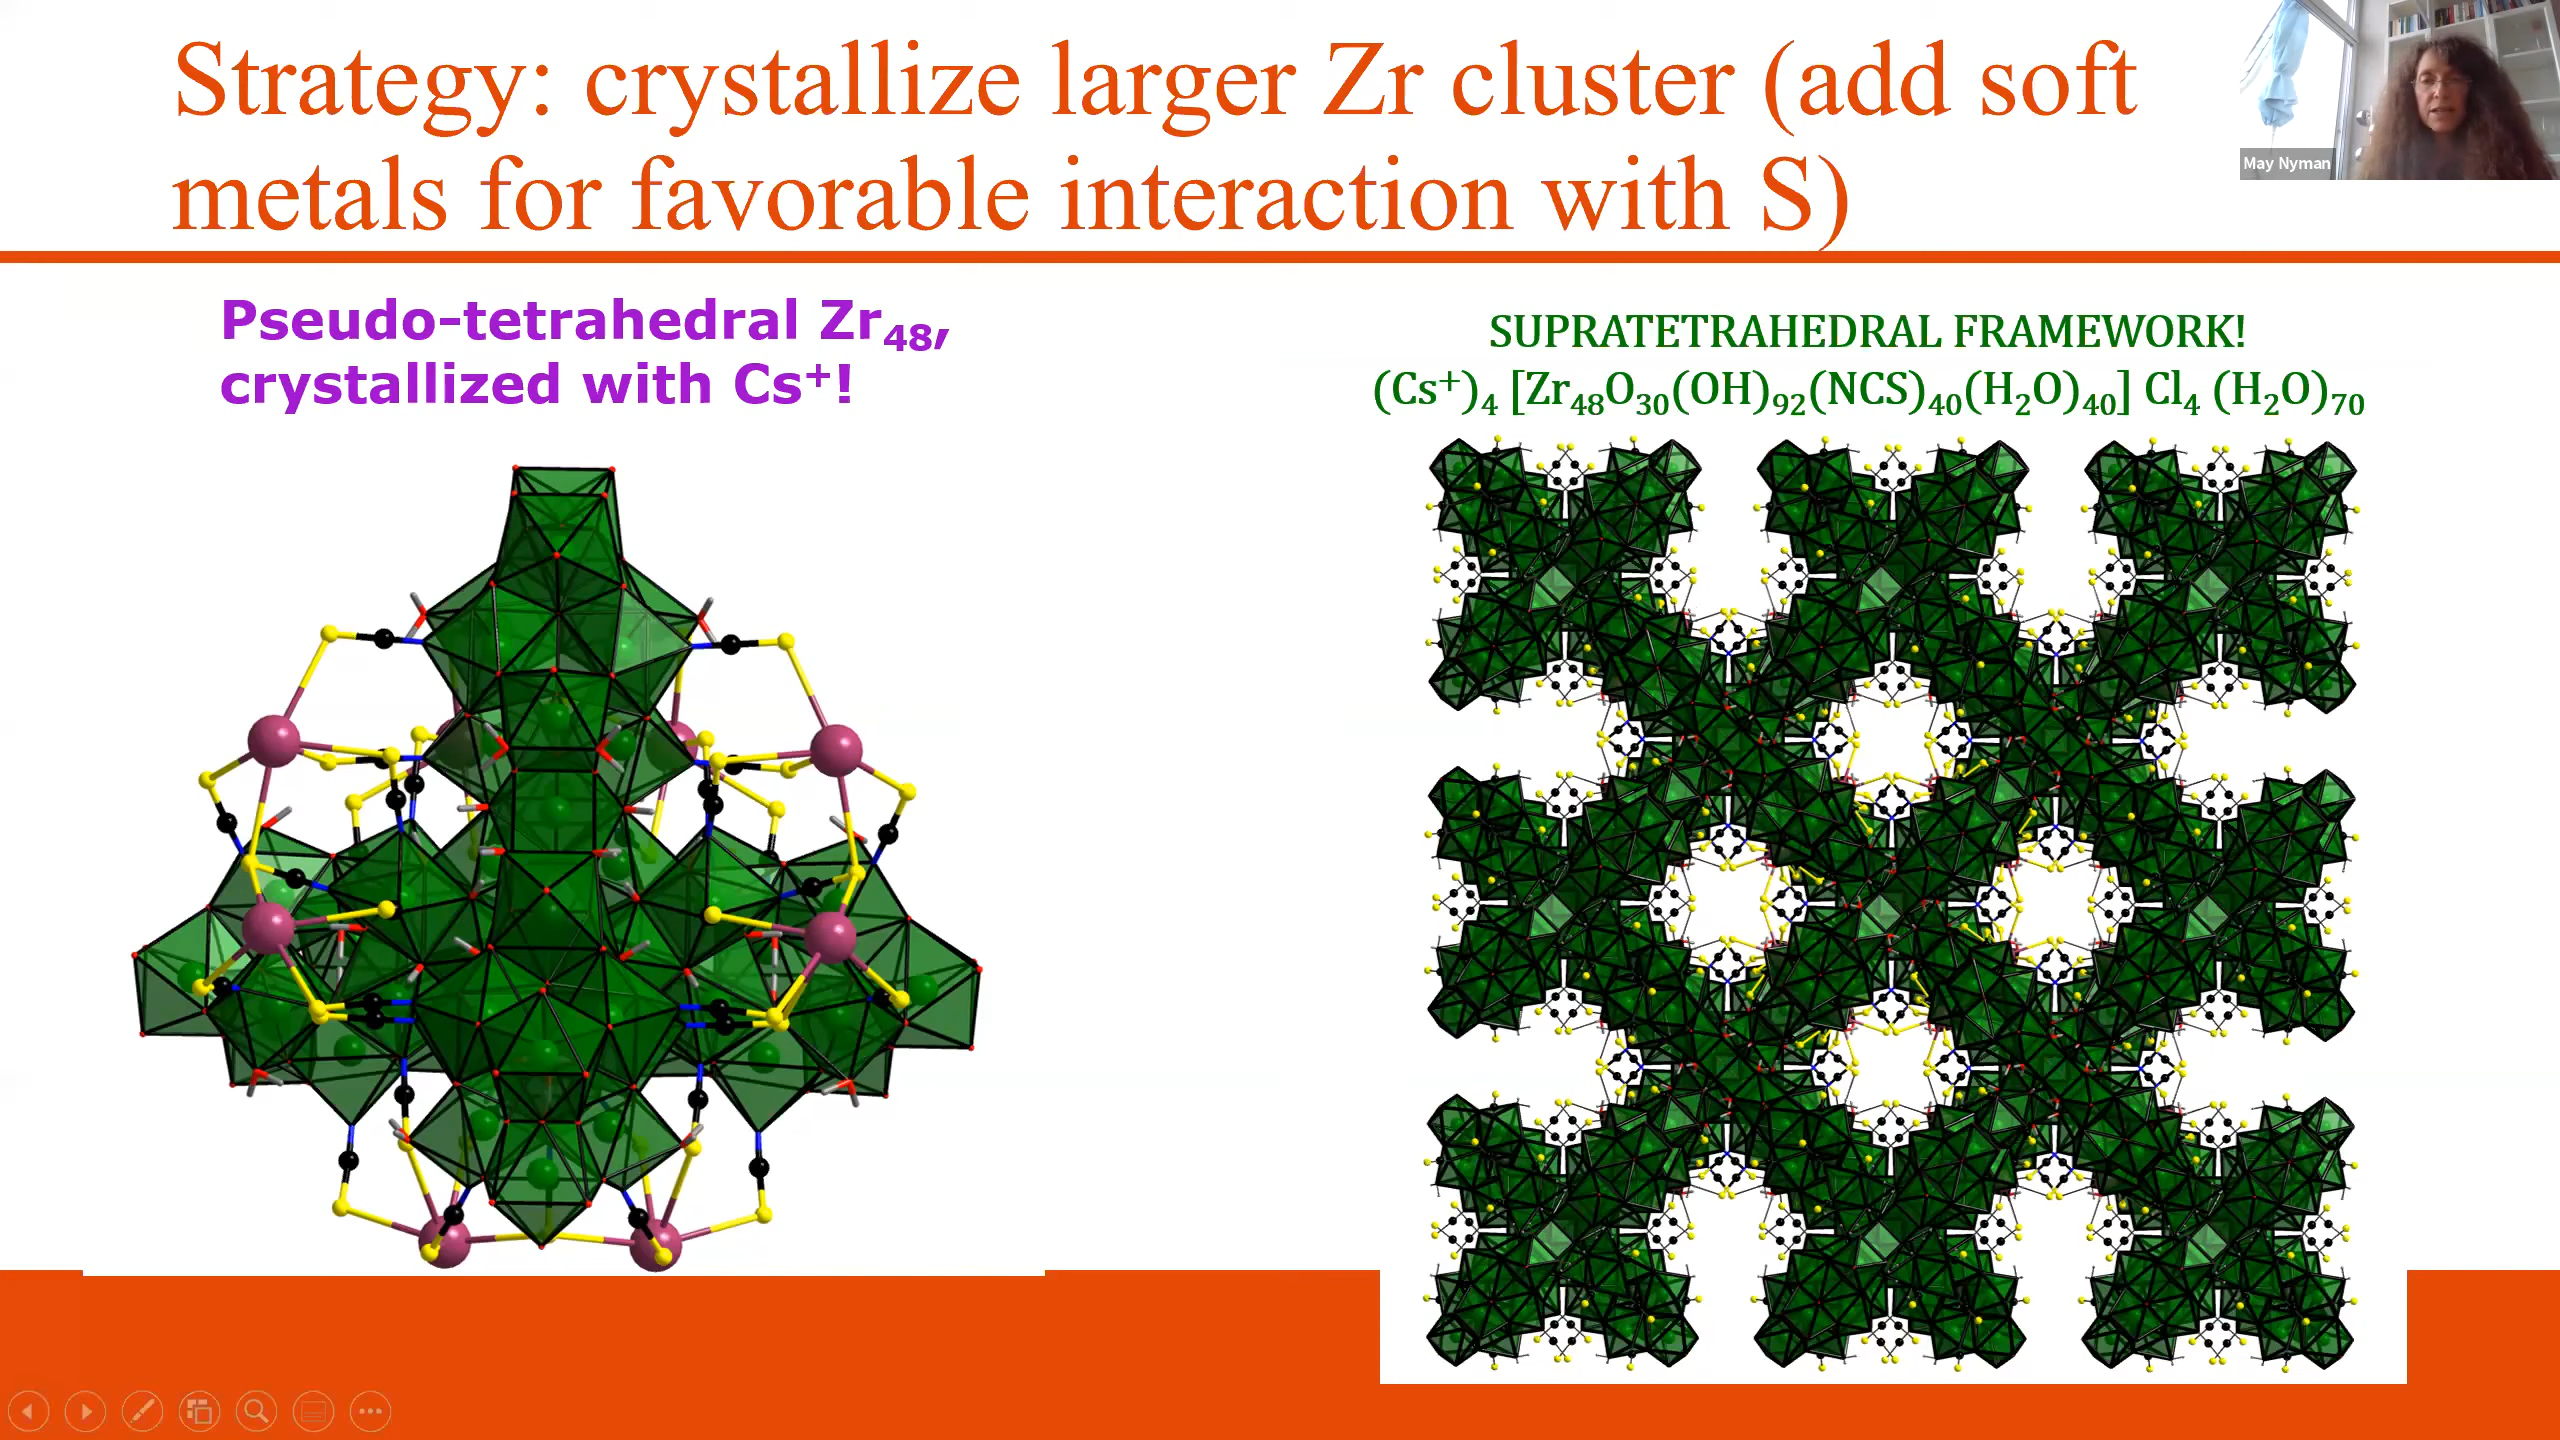 Strategy: crystallize larger Zr cluster (add soft
metals for favorable interaction with S)
May Nyman
Pseudo-tetrahedral Zr₄₈,
crystallized with Cs⁺!
SUPRATETRAHEDRAL FRAMEWORK!
(Cs⁺)₄ [Zr₄₈O₃₀(OH)₉₂(NCS)₄₀(H₂O)₄₀] Cl₄ (H₂O)₇₀